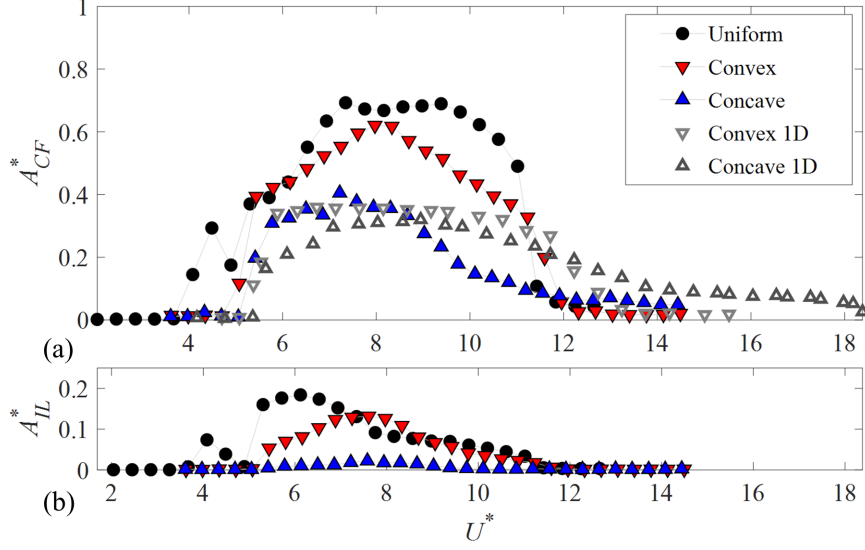 1
0.8
0.6
0.4
0.2
0
A*CF
Uniform
Convex
Concave
Convex 1D
Concave 1D
4 6 8 10 12 14 16 18
(a)
0.2
0.1
0
A*IL
2 4 6 8 10 12 14 16 18
(b)
U*